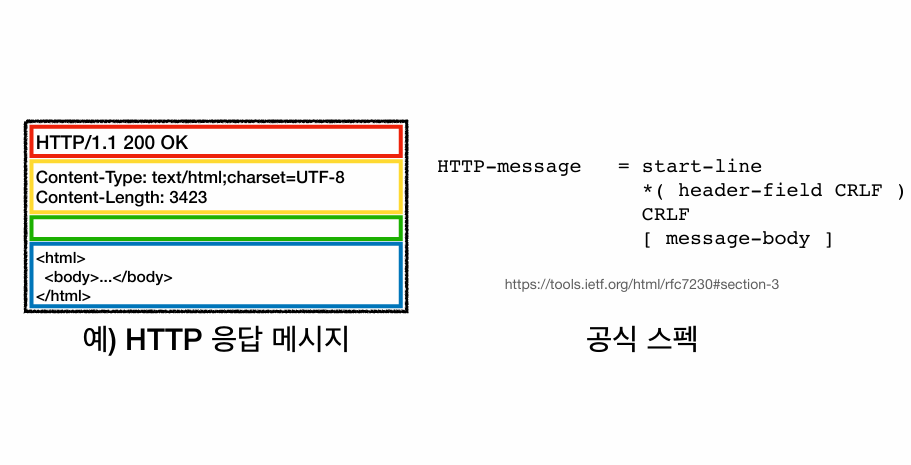 HTTP/1.1 200 OK
Content-Type: text/html;charset=UTF-8
Content-Length: 3423
<html>
<body>...</body>
</html>
예) HTTP 응답 메시지
HTTP-message = start-line
*( header-field CRLF )
CRLF
[ message-body ]
https://tools.ietf.org/html/rfc7230#section-3
공식 스펙